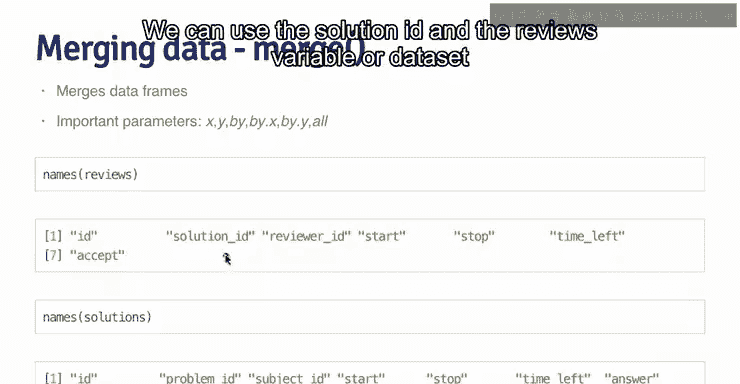 We can use the solution id and the reviews
variable or dataset
Merging data - merge()
· Merges data frames
· Important parameters: x,y,by,by.x,by.y,all
names(reviews)
[1] "id" "solution_id" "reviewer_id" "start" "stop" "time_left"
[7] "accept"
names(solutions)
[1] "id" "problem_id" "subject_id" "start" "stop" "time_left" "answer"